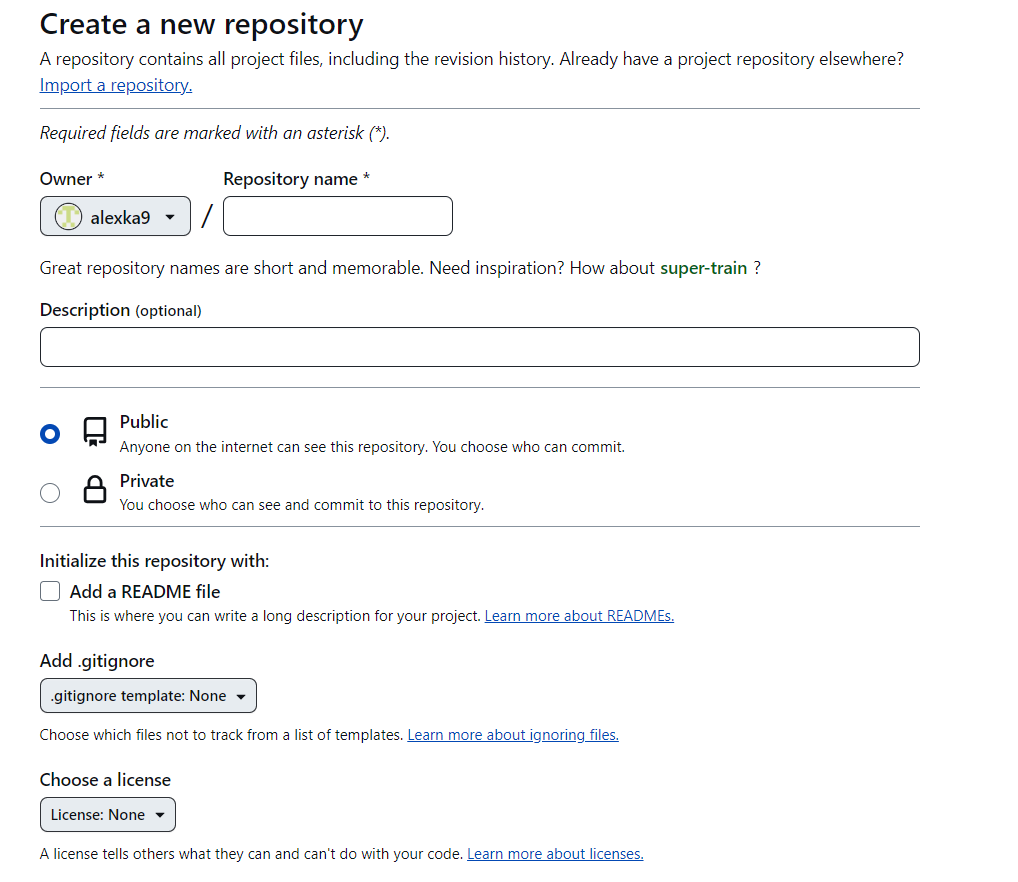 Create a new repository
A repository contains all project files, including the revision history. Already have a project repository elsewhere?
Import a repository.
Required fields are marked with an asterisk (*).
Owner *
Repository name *
alexka9
/
Great repository names are short and memorable. Need inspiration? How about super-train ?
Description (optional)
Public
Anyone on the internet can see this repository. You choose who can commit.
Private
You choose who can see and commit to this repository.
Initialize this repository with:
Add a README file
This is where you can write a long description for your project. Learn more about READMEs.
Add .gitignore
.gitignore template: None
Choose which files not to track from a list of templates. Learn more about ignoring files.
Choose a license
License: None
A license tells others what they can and can't do with your code. Learn more about licenses.